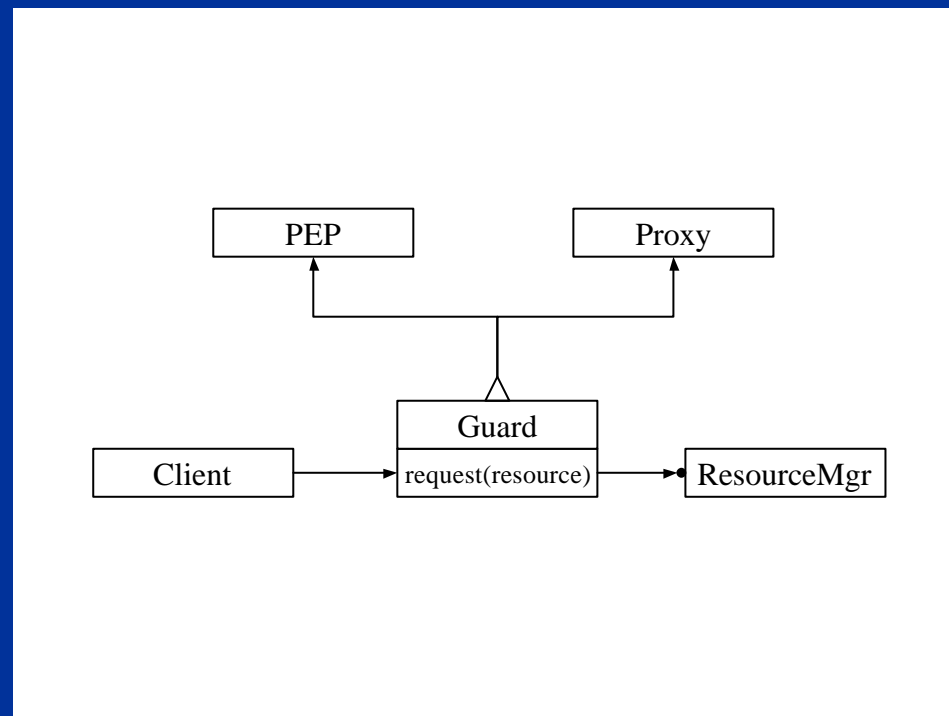 PEP
Proxy
Guard
Client
request(resource)
ResourceMgr